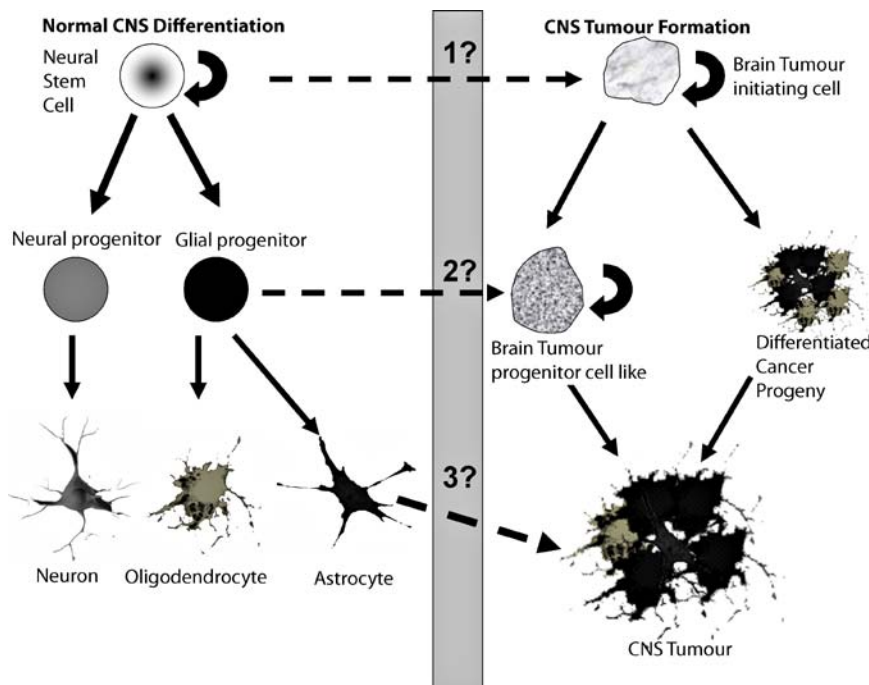 Normal CNS Differentiation
Neural
Stem
Cell
1?
CNS Tumour Formation
Brain Tumour
initiating cell
Neural progenitor
Glial progenitor
2?
Brain Tumour
progenitor cell like
Differentiated
Cancer
Progeny
3?
Neuron
Oligodendrocyte
Astrocyte
CNS Tumour